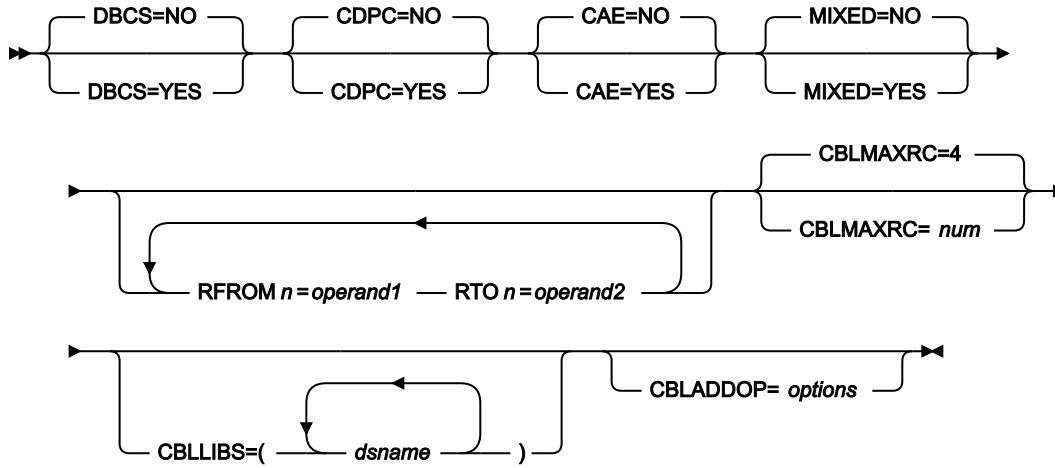 DBCS=NO CDPC=NO CAE=NO MIXED=NO
DBCS=YES CDPC=YES CAE=YES MIXED=YES
CBLMAXRC=4
CBLMAXRC= num
RFROM n=operand1 RTO n=operand2
CBLADDOP= options
CBLLIBS=( dsname )